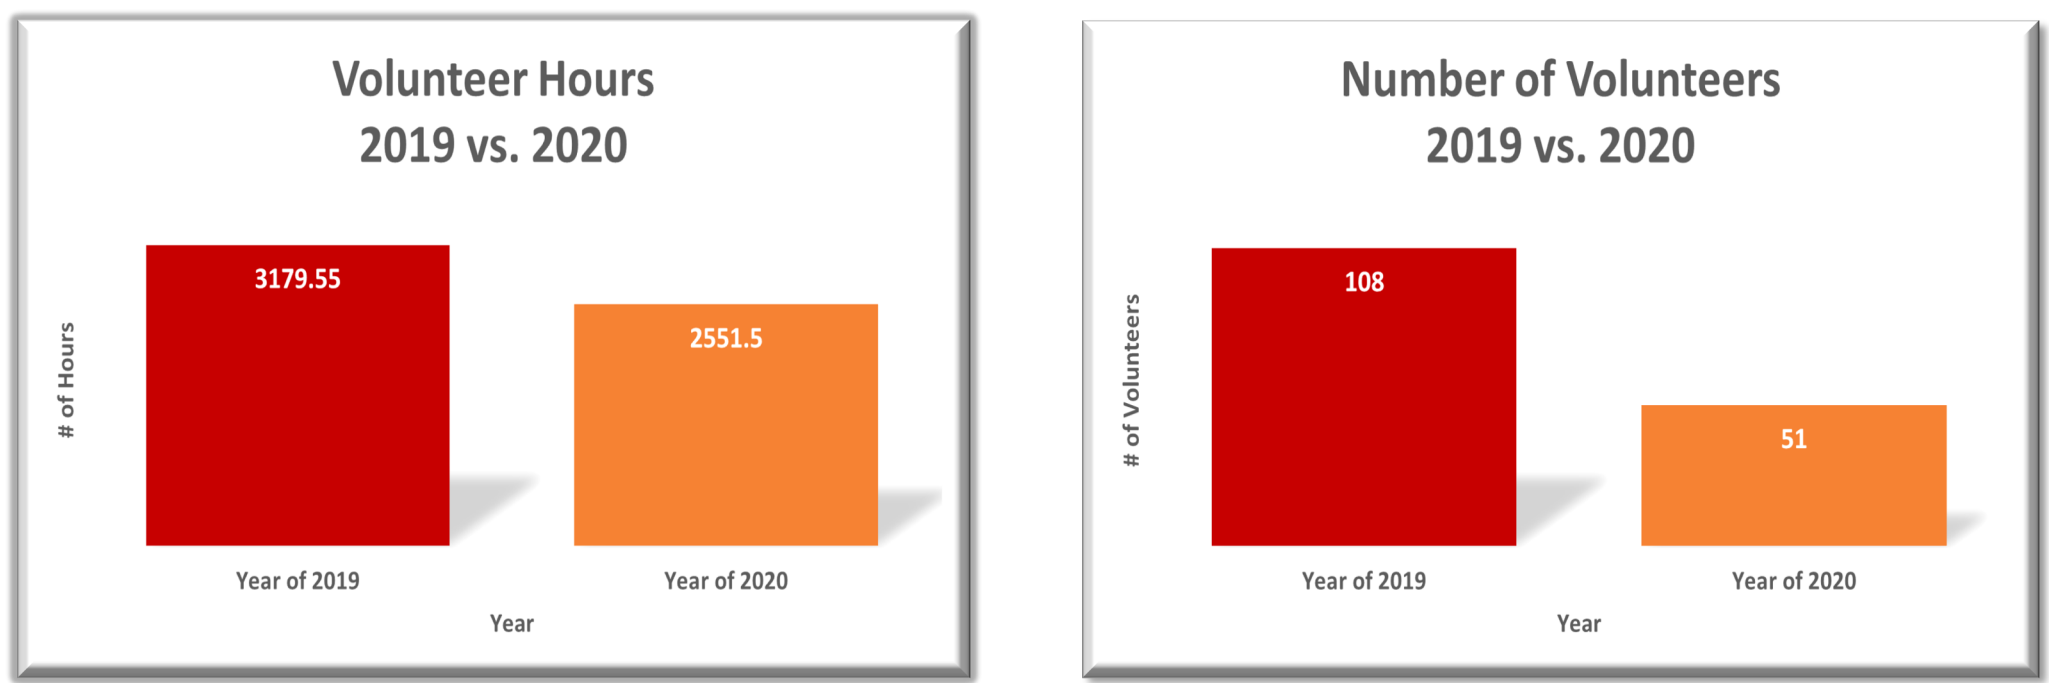 Volunteer Hours
2019 vs. 2020
# of Hours
3179.55
2551.5
Year of 2019
Year of 2020
Year
Number of Volunteers
2019 vs. 2020
# of Volunteers
108
51
Year of 2019
Year of 2020
Year